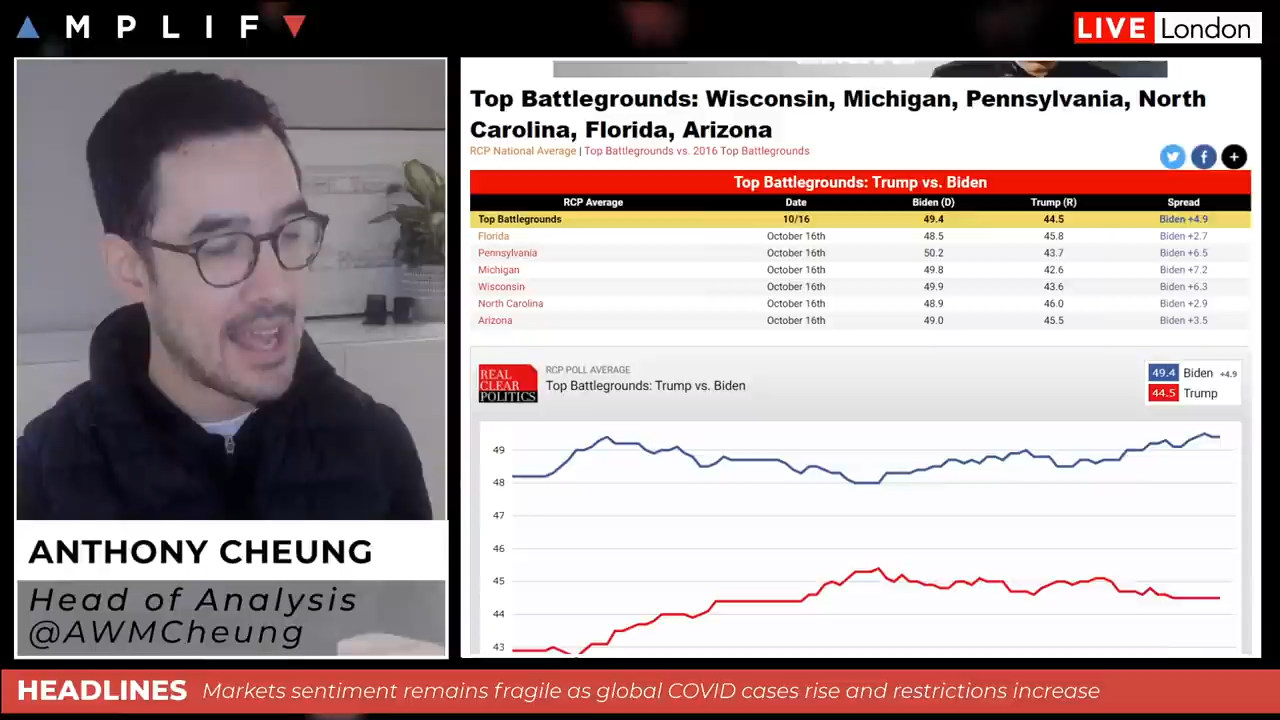 AMPLIFY
LIVE London
ANTHONY CHEUNG
Head of Analysis
@AWMCheung
Top Battlegrounds: Wisconsin, Michigan, Pennsylvania, North
Carolina, Florida, Arizona
RCP National Average | Top Battlegrounds vs. 2016 Top Battlegrounds
Top Battlegrounds: Trump vs. Biden
RCP Average Date Biden (D) Trump (R) Spread
Top Battlegrounds 10/16 49.4 44.5 Biden +4.9
Florida October 16th 48.5 45.8 Biden +2.7
Pennsylvania October 16th 50.2 43.7 Biden +6.5
Michigan October 16th 49.8 42.6 Biden +7.2
Wisconsin October 16th 49.9 43.6 Biden +6.3
North Carolina October 16th 48.9 46.0 Biden +2.9
Arizona October 16th 49.0 45.5 Biden +3.5
REAL
CLEAR
POLITICS
RCP POLL AVERAGE
Top Battlegrounds: Trump vs. Biden
49.4 Biden +4.9
44.5 Trump
49
48
47
46
45
44
43
HEADLINES Markets sentiment remains fragile as global COVID cases rise and restrictions increase